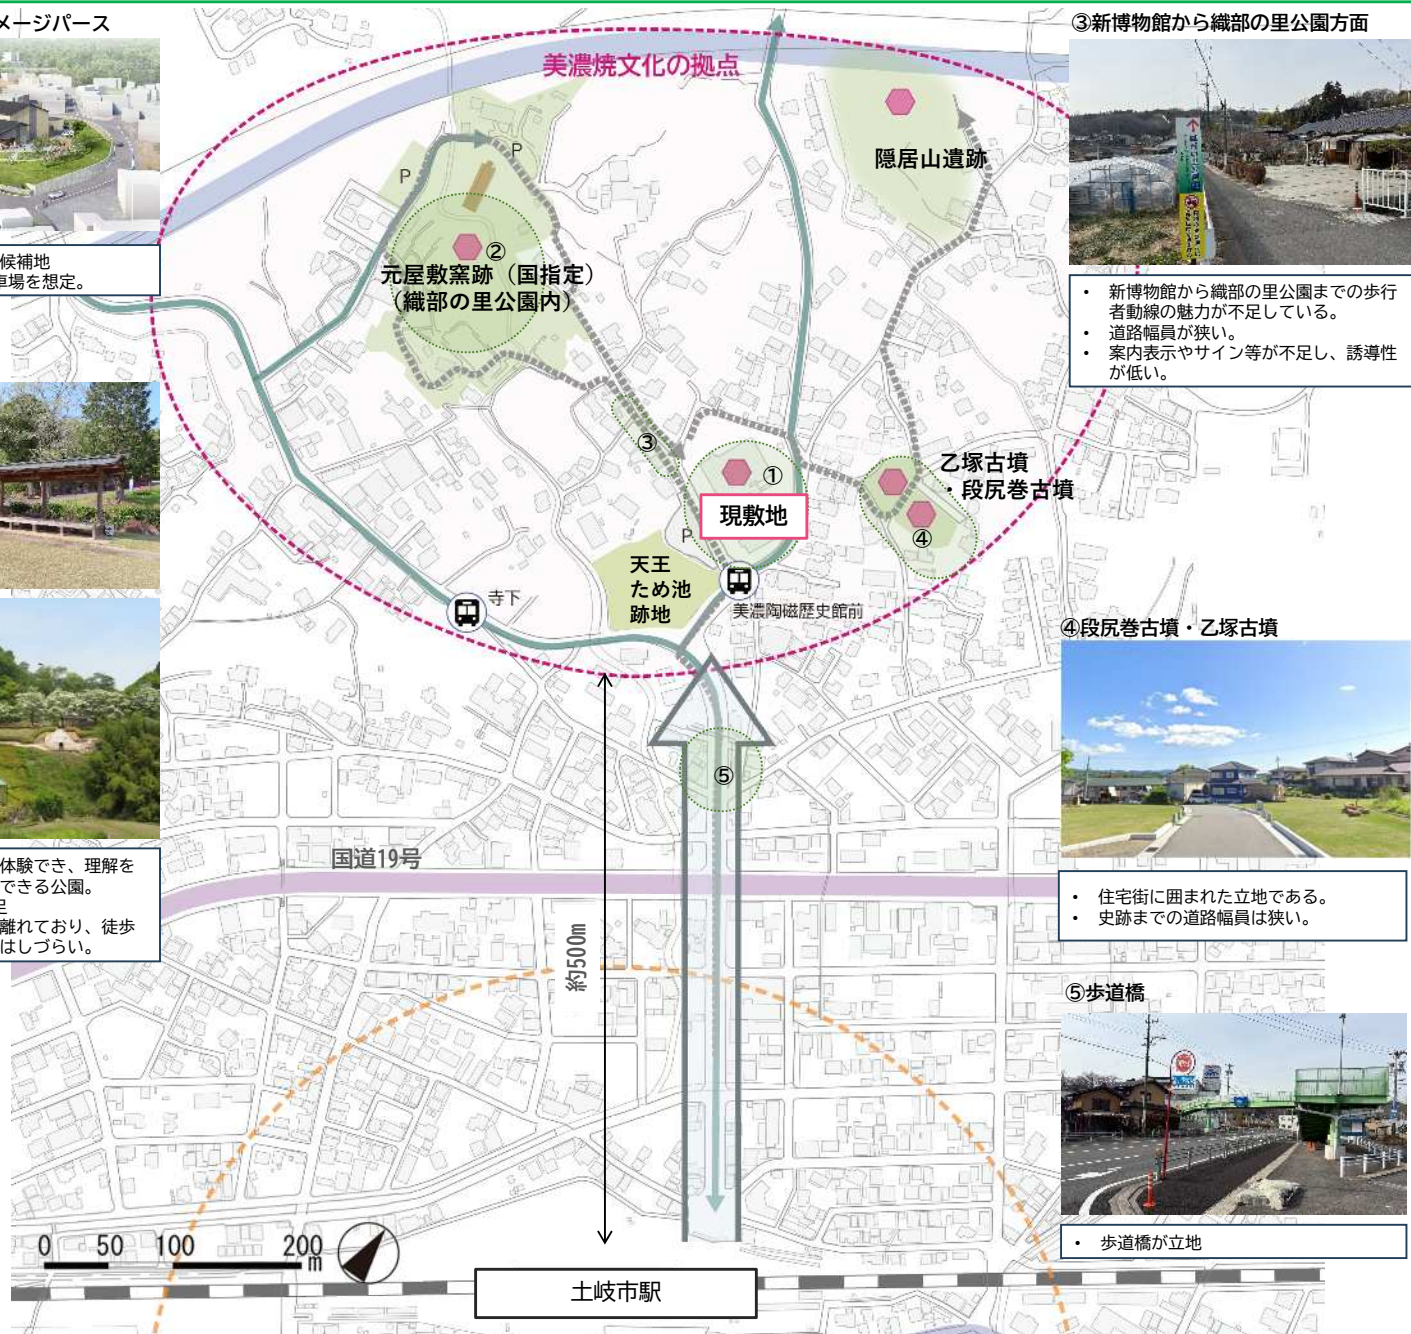 メージパース
候補地
車場を想定。
体験でき、理解を
できる公園。
足
離れており、徒歩
はしづらい。
美濃焼文化の拠点
隠居山遺跡
P
P
②
元屋敷窯跡（国指定）
（織部の里公園内）
③
①
現敷地
乙塚古墳
・段尻巻古墳
④
P
天王
ため池
跡地
寺下
美濃陶磁歴史館前
⑤
国道19号
約500m
0 50 100 200
m
土岐市駅
③新博物館から織部の里公園方面
• 新博物館から織部の里公園までの歩行
者動線の魅力が不足している。
• 道路幅員が狭い。
• 案内表示やサイン等が不足し、誘導性
が低い。
④段尻巻古墳・乙塚古墳
• 住宅街に囲まれた立地である。
• 史跡までの道路幅員は狭い。
⑤歩道橋
• 歩道橋が立地